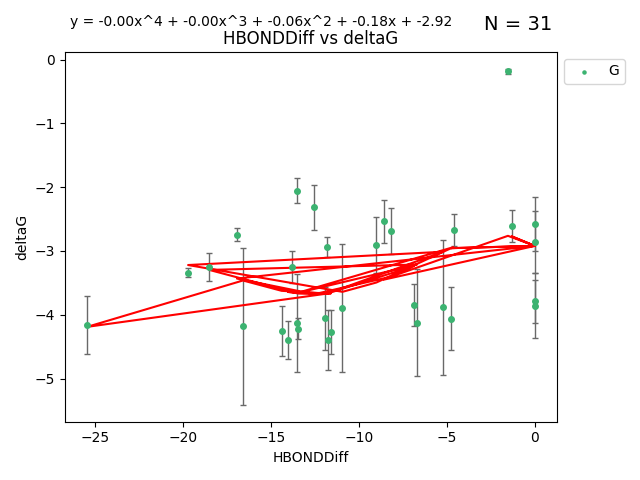 y = -0.00x^4 + -0.00x^3 + -0.06x^2 + -0.18x + -2.92
N = 31
HBONDDiff vs deltaG
G
deltaG
0
−1
−2
−3
−4
−5
−25
−20
−15
−10
−5
0
HBONDDiff